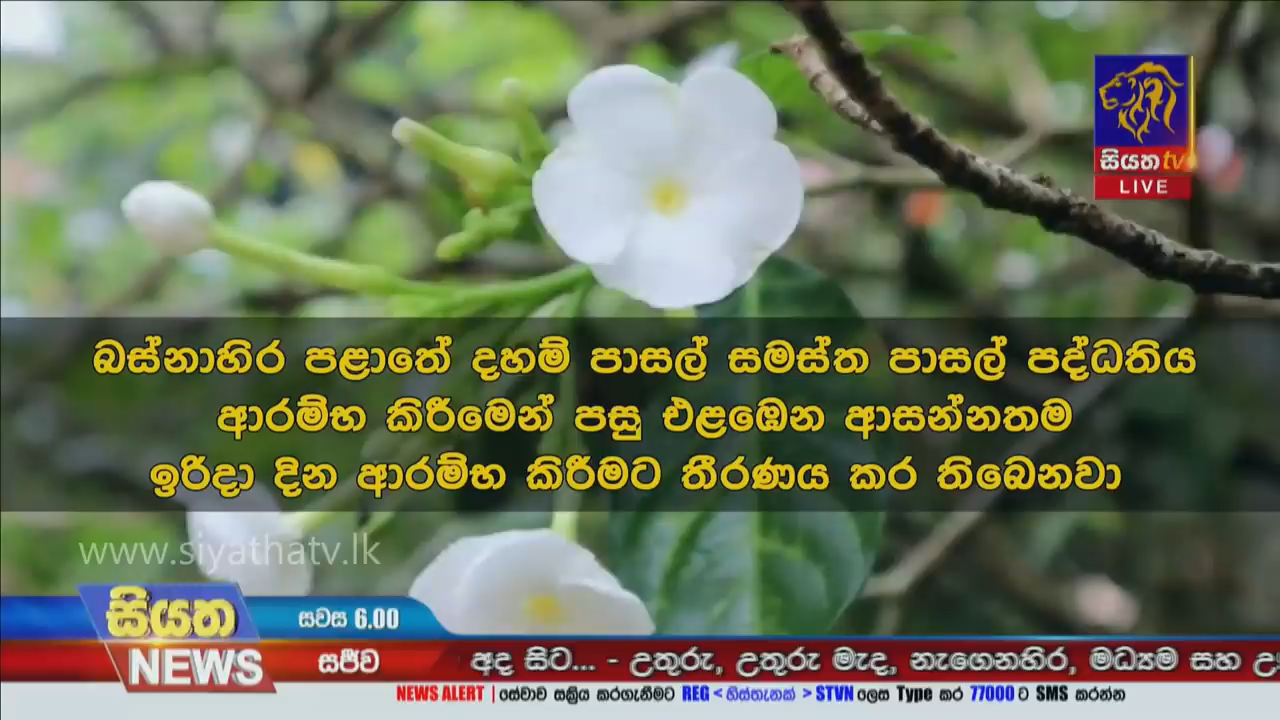 සියත tv
LIVE
බස්නාහිර පළාතේ දහම් පාසල් සමස්ත පාසල් පද්ධතිය
ආරම්භ කිරීමෙන් පසු එළඹෙන ආසන්නතම
ඉරිදා දින ආරම්භ කිරීමට තීරණය කර තිබෙනවා
www.siyathatv.lk
සියත
සවස 6.00
NEWS
සජීව
අද සිට... - උතුරු, උතුරු මැද, නැගෙනහිර, මධ්‍යම සහ
NEWS ALERT | සේවාව සක්‍රිය කරගැනීමට REG < හිස්තැනක් > STVN ලෙස Type කර 77000 ට SMS කරන්න